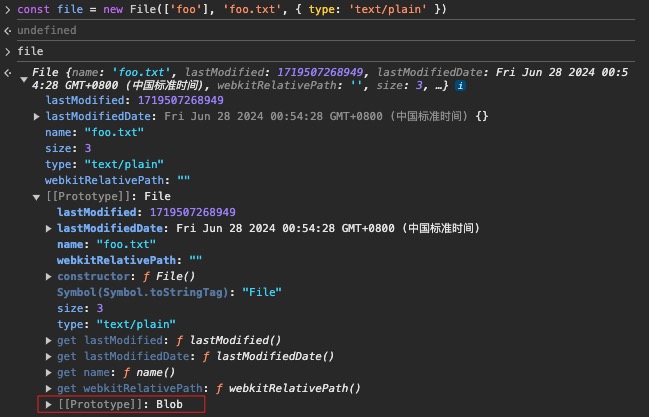 const file = new File(['foo'], 'foo.txt', { type: 'text/plain' })
undefined
file
File {name: 'foo.txt', lastModified: 1719507268949, lastModifiedDate: Fri Jun 28 2024 00:5
4:28 GMT+0800 (中国标准时间), webkitRelativePath: '', size: 3, …} i
lastModified: 1719507268949
lastModifiedDate: Fri Jun 28 2024 00:54:28 GMT+0800 (中国标准时间) {}
name: "foo.txt"
size: 3
type: "text/plain"
webkitRelativePath: ""
[[Prototype]]: File
lastModified: 1719507268949
lastModifiedDate: Fri Jun 28 2024 00:54:28 GMT+0800 (中国标准时间)
name: "foo.txt"
webkitRelativePath: ""
constructor: ƒ File()
Symbol(Symbol.toStringTag): "File"
size: 3
type: "text/plain"
get lastModified: ƒ lastModified()
get lastModifiedDate: ƒ lastModifiedDate()
get name: ƒ name()
get webkitRelativePath: ƒ webkitRelativePath()
[[Prototype]]: Blob